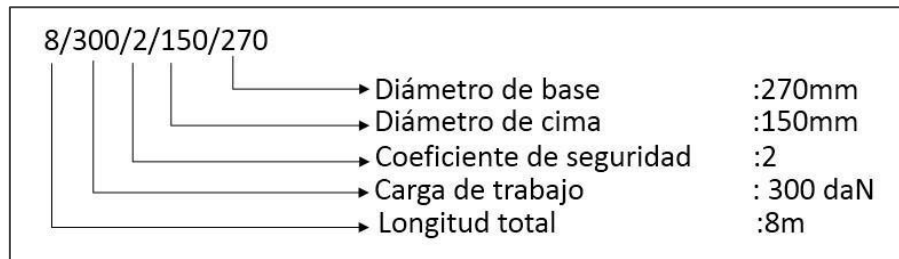 8/300/2/150/270
Diámetro de base :270mm
Diámetro de cima :150mm
Coeficiente de seguridad :2
Carga de trabajo : 300 daN
Longitud total :8m